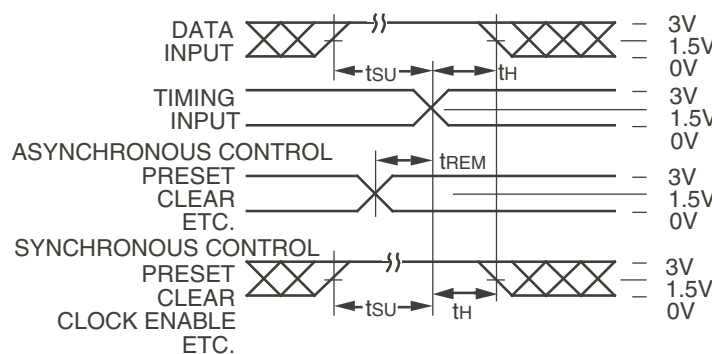 DATA
INPUT
tSU
tH
3V
1.5V
0V
TIMING
INPUT
3V
1.5V
0V
ASYNCHRONOUS CONTROL
PRESET
CLEAR
ETC.
tREM
3V
1.5V
0V
SYNCHRONOUS CONTROL
PRESET
CLEAR
CLOCK ENABLE
ETC.
tSU
tH
3V
1.5V
0V